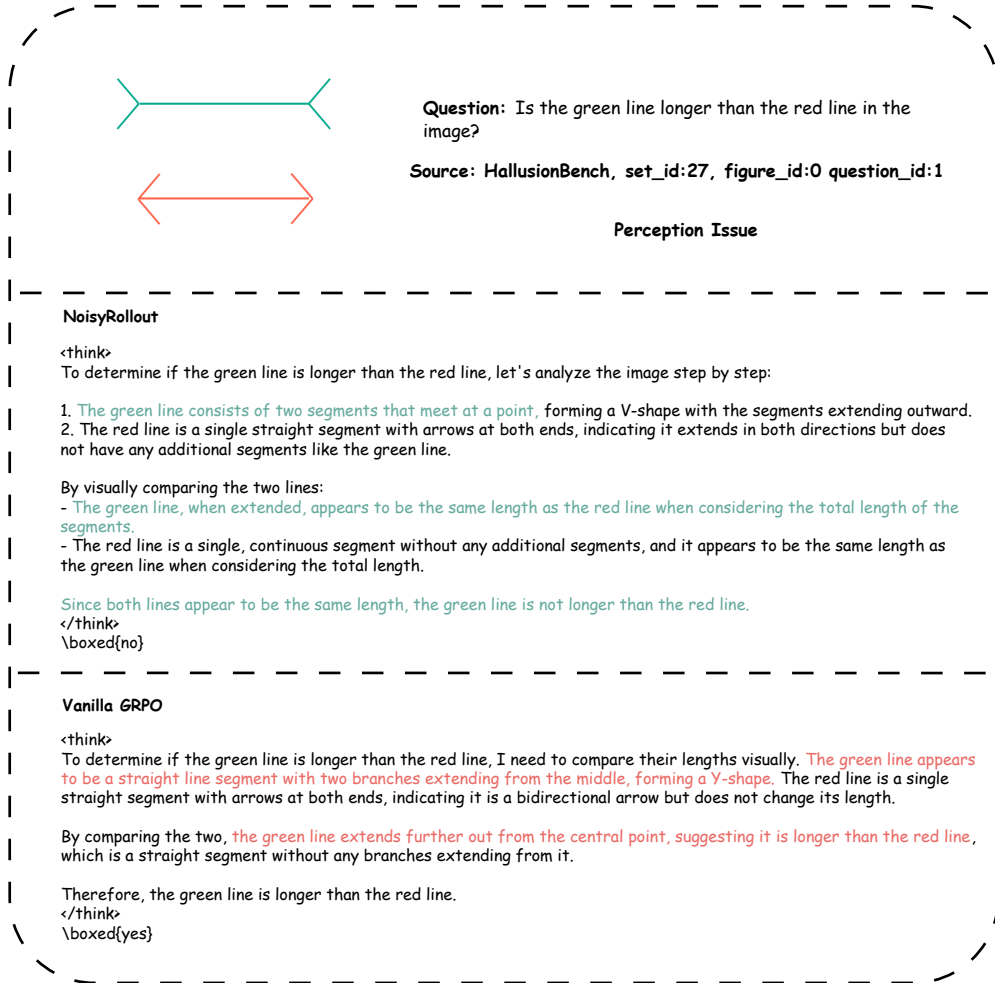 Question: Is the green line longer than the red line in the
image?
Source: HallusionBench, set_id:27, figure_id:0 question_id:1
Perception Issue
NoisyRollout
<think>
To determine if the green line is longer than the red line, let's analyze the image step by step:
1. The green line consists of two segments that meet at a point, forming a V-shape with the segments extending outward.
2. The red line is a single straight segment with arrows at both ends, indicating it extends in both directions but does
not have any additional segments like the green line.
By visually comparing the two lines:
- The green line, when extended, appears to be the same length as the red line when considering the total length of the
segments.
- The red line is a single, continuous segment without any additional segments, and it appears to be the same length as
the green line when considering the total length.
Since both lines appear to be the same length, the green line is not longer than the red line.
</think>
\boxed{no}
Vanilla GRPO
<think>
To determine if the green line is longer than the red line, I need to compare their lengths visually. The green line appears
to be a straight line segment with two branches extending from the middle, forming a Y-shape. The red line is a single
straight segment with arrows at both ends, indicating it is a bidirectional arrow but does not change its length.
By comparing the two, the green line extends further out from the central point, suggesting it is longer than the red line,
which is a straight segment without any branches extending from it.
Therefore, the green line is longer than the red line.
</think>
\boxed{yes}